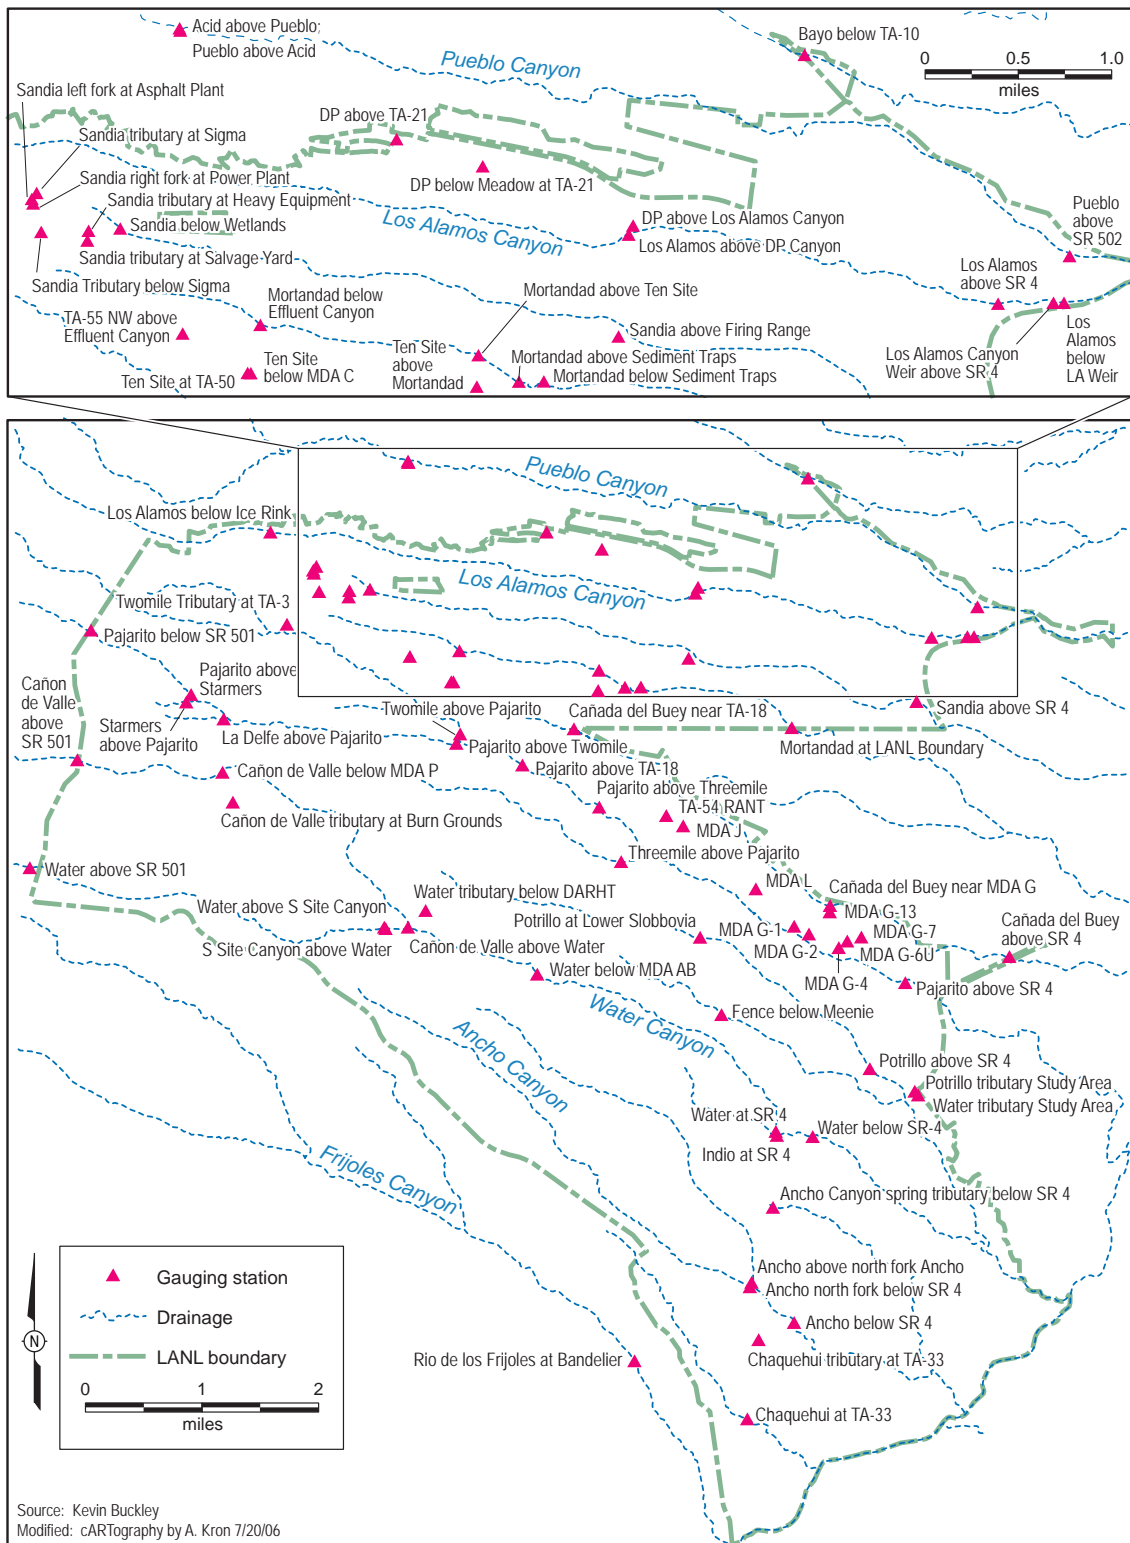 Acid above Pueblo;
Pueblo above Acid
Pueblo Canyon
Bayo below TA-10
0 0.5 1.0
miles
Sandia left fork at Asphalt Plant
Sandia tributary at Sigma
DP above TA-21
Sandia right fork at Power Plant
DP below Meadow at TA-21
Sandia tributary at Heavy Equipment
Sandia below Wetlands
Los Alamos Canyon
DP above Los Alamos Canyon
Los Alamos above DP Canyon
Pueblo
above
SR 502
Sandia tributary at Salvage Yard
Sandia Tributary below Sigma
Los Alamos
above SR 4
Mortandad below
Effluent Canyon
Mortandad above Ten Site
TA-55 NW above
Effluent Canyon
Sandia above Firing Range
Los
Alamos
below
LA Weir
Los Alamos Canyon
Weir above SR 4
Ten Site
above
Mortandad
Ten Site
below MDA C
Ten Site at TA-50
Mortandad above Sediment Traps
Mortandad below Sediment Traps
Pueblo Canyon
Los Alamos below Ice Rink
Los Alamos Canyon
Twomile Tributary at TA-3
Pajarito below SR 501
Pajarito above
Starmers
Cañon
de Valle
above
SR 501
Starmers
above Pajarito
La Delfe above Pajarito
Twomile above Pajarito
Cañada del Buey near TA-18
Sandia above SR 4
Mortandad at LANL Boundary
Pajarito above Twomile
Pajarito above TA-18
Cañon de Valle below MDA P
Pajarito above Threemile
TA-54 RANT
MDA J
Cañon de Valle tributary at Burn Grounds
Threemile above Pajarito
Water above SR 501
MDA L
Water tributary below DARHT
Cañada del Buey near MDA G
Water above S Site Canyon
Potrillo at Lower Slobbovia
MDA G-13
MDA G-1
MDA G-7
Cañada del Buey
above SR 4
S Site Canyon above Water
Cañon de Valle above Water
MDA G-2
MDA G-6U
MDA G-4
Water below MDA AB
Pajarito above SR 4
Water Canyon
Fence below Meenie
Ancho Canyon
Potrillo above SR 4
Potrillo tributary Study Area
Water tributary Study Area
Water at SR 4
Water below SR-4
Indio at SR 4
Frijoles Canyon
Ancho Canyon spring tributary below SR 4
Ancho above north fork Ancho
Ancho north fork below SR 4
Ancho below SR 4
Chaquehui tributary at TA-33
Rio de los Frijoles at Bandelier
Chaquehui at TA-33
N
Gauging station
Drainage
LANL boundary
0 1 2
miles
Source: Kevin Buckley
Modified: cARTography by A. Kron 7/20/06